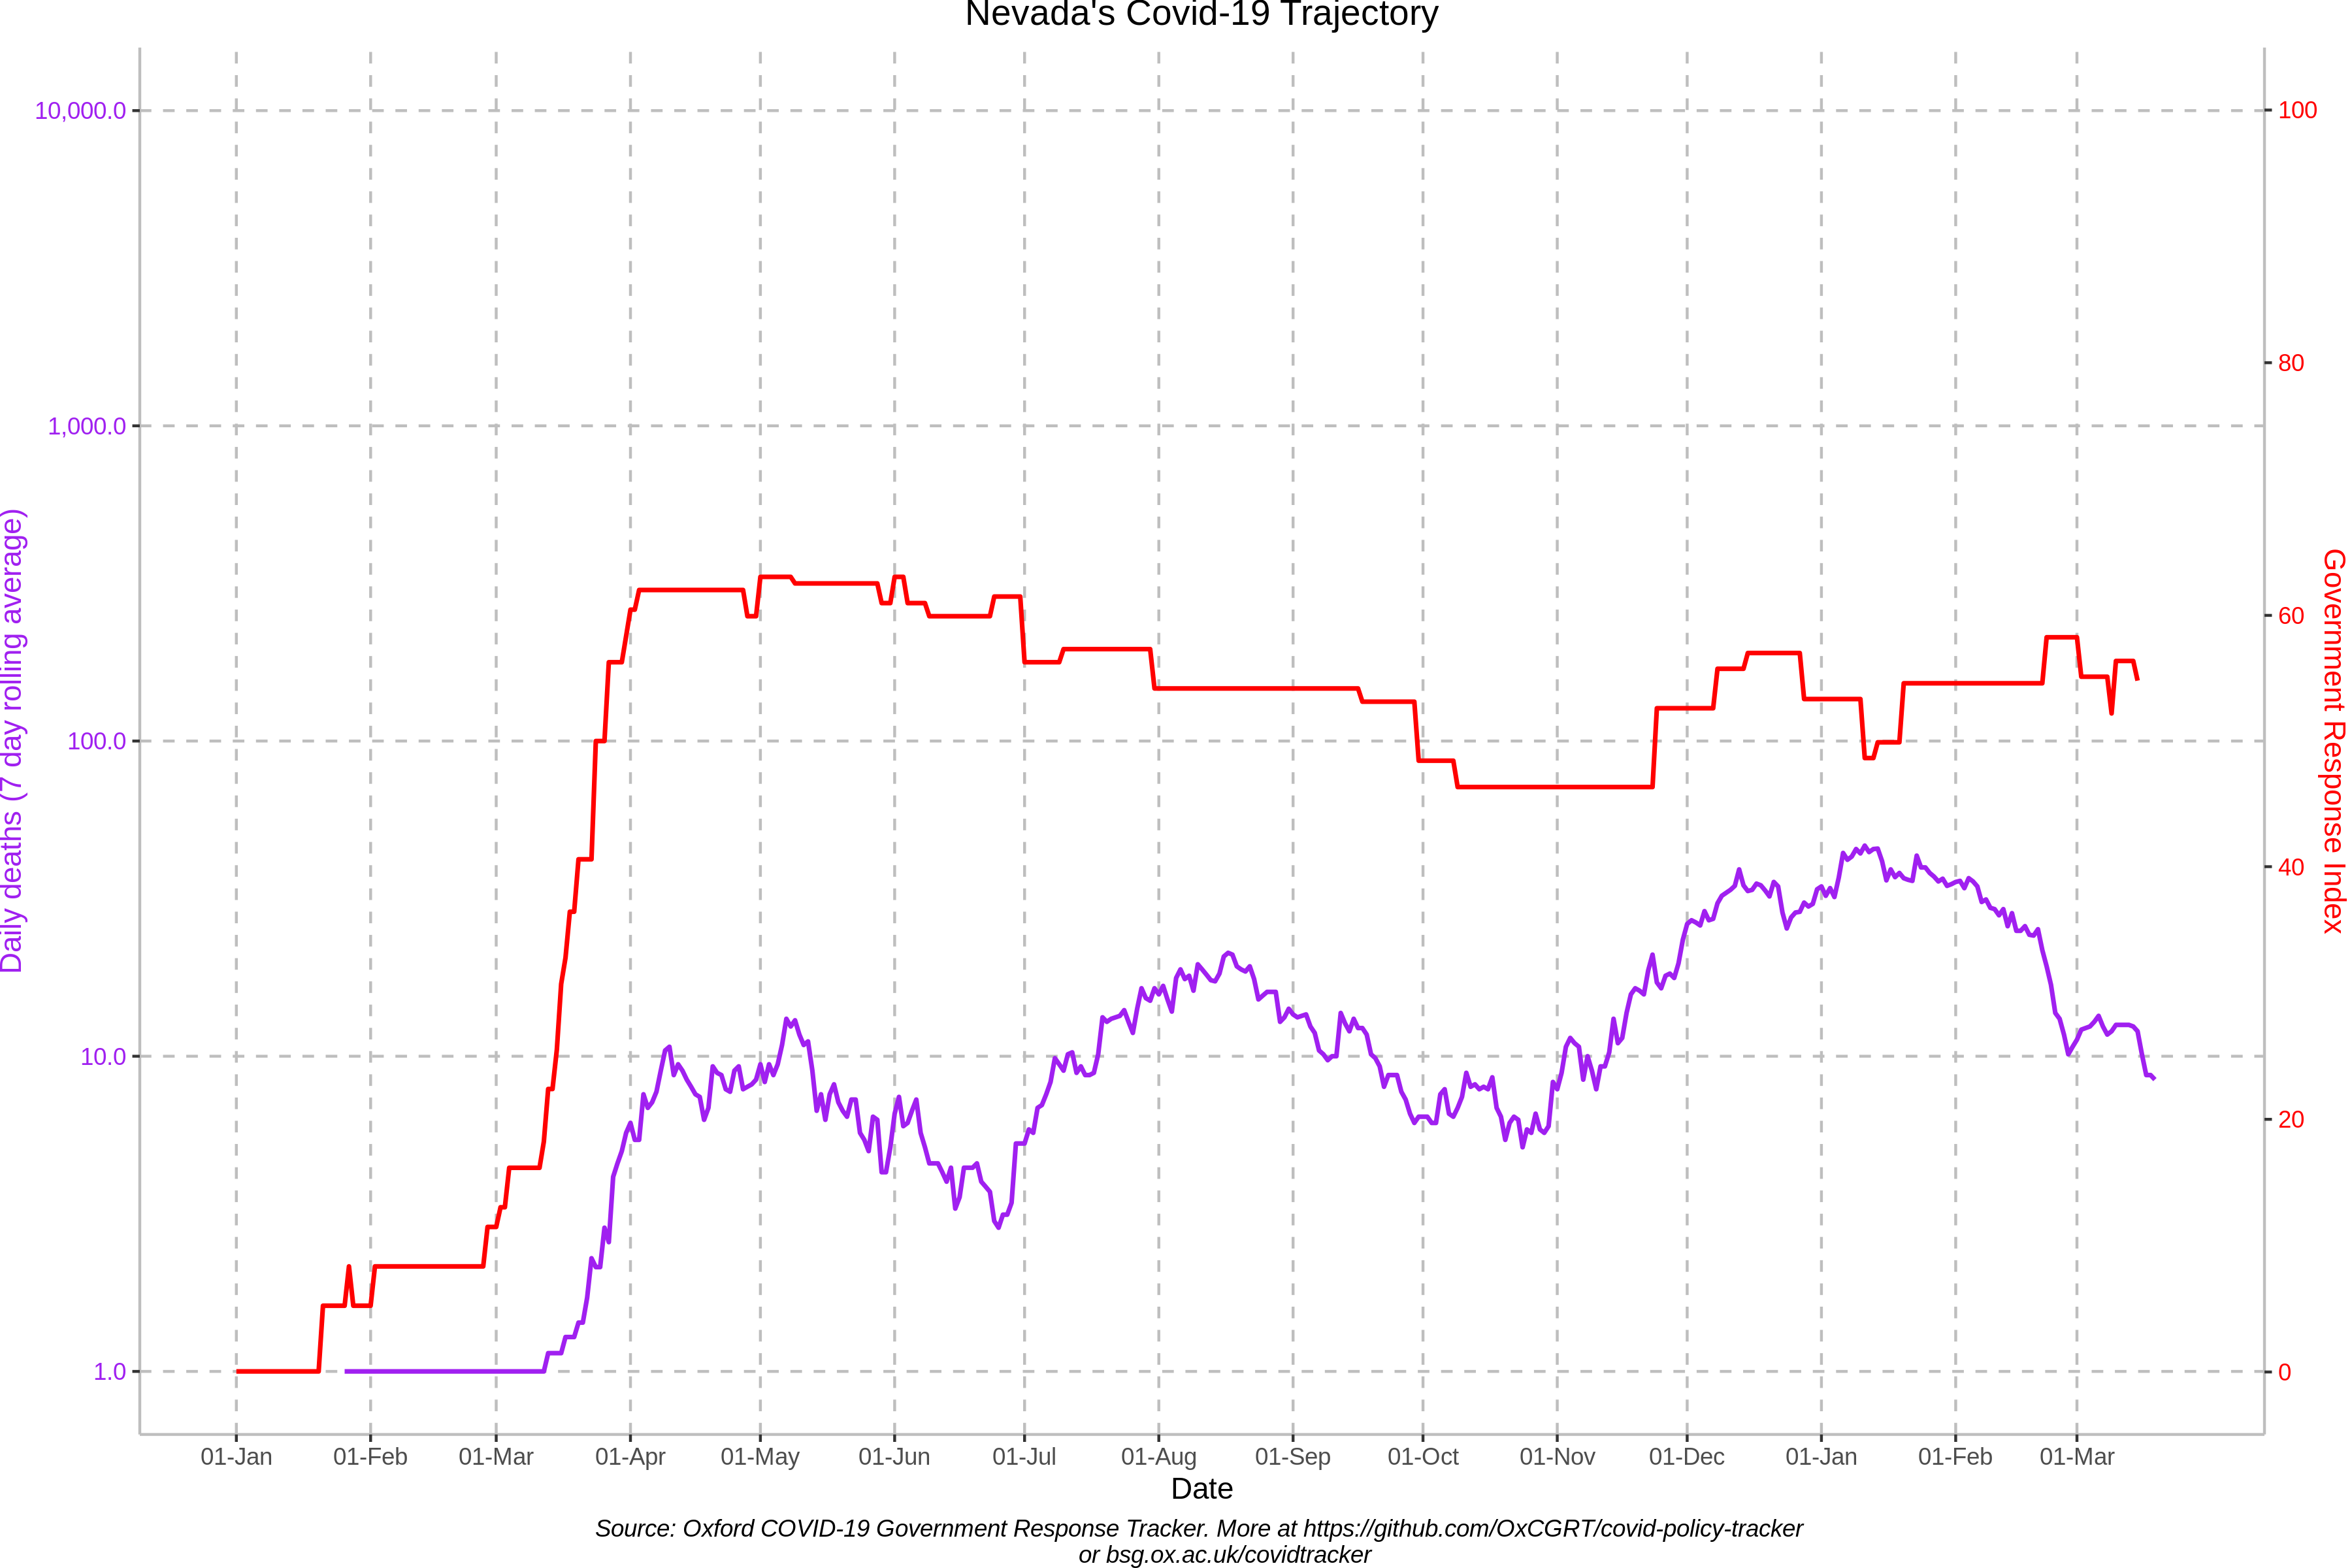 Nevada's Covid-19 Trajectory
10,000.0
1,000.0
100.0
10.0
1.0
Daily deaths (7 day rolling average)
100
80
60
40
20
0
Government Response Index
01-Jan 01-Feb 01-Mar 01-Apr 01-May 01-Jun 01-Jul 01-Aug 01-Sep 01-Oct 01-Nov 01-Dec 01-Jan 01-Feb 01-Mar
Date
Source: Oxford COVID-19 Government Response Tracker. More at https://github.com/OxCGRT/covid-policy-tracker
or bsg.ox.ac.uk/covidtracker